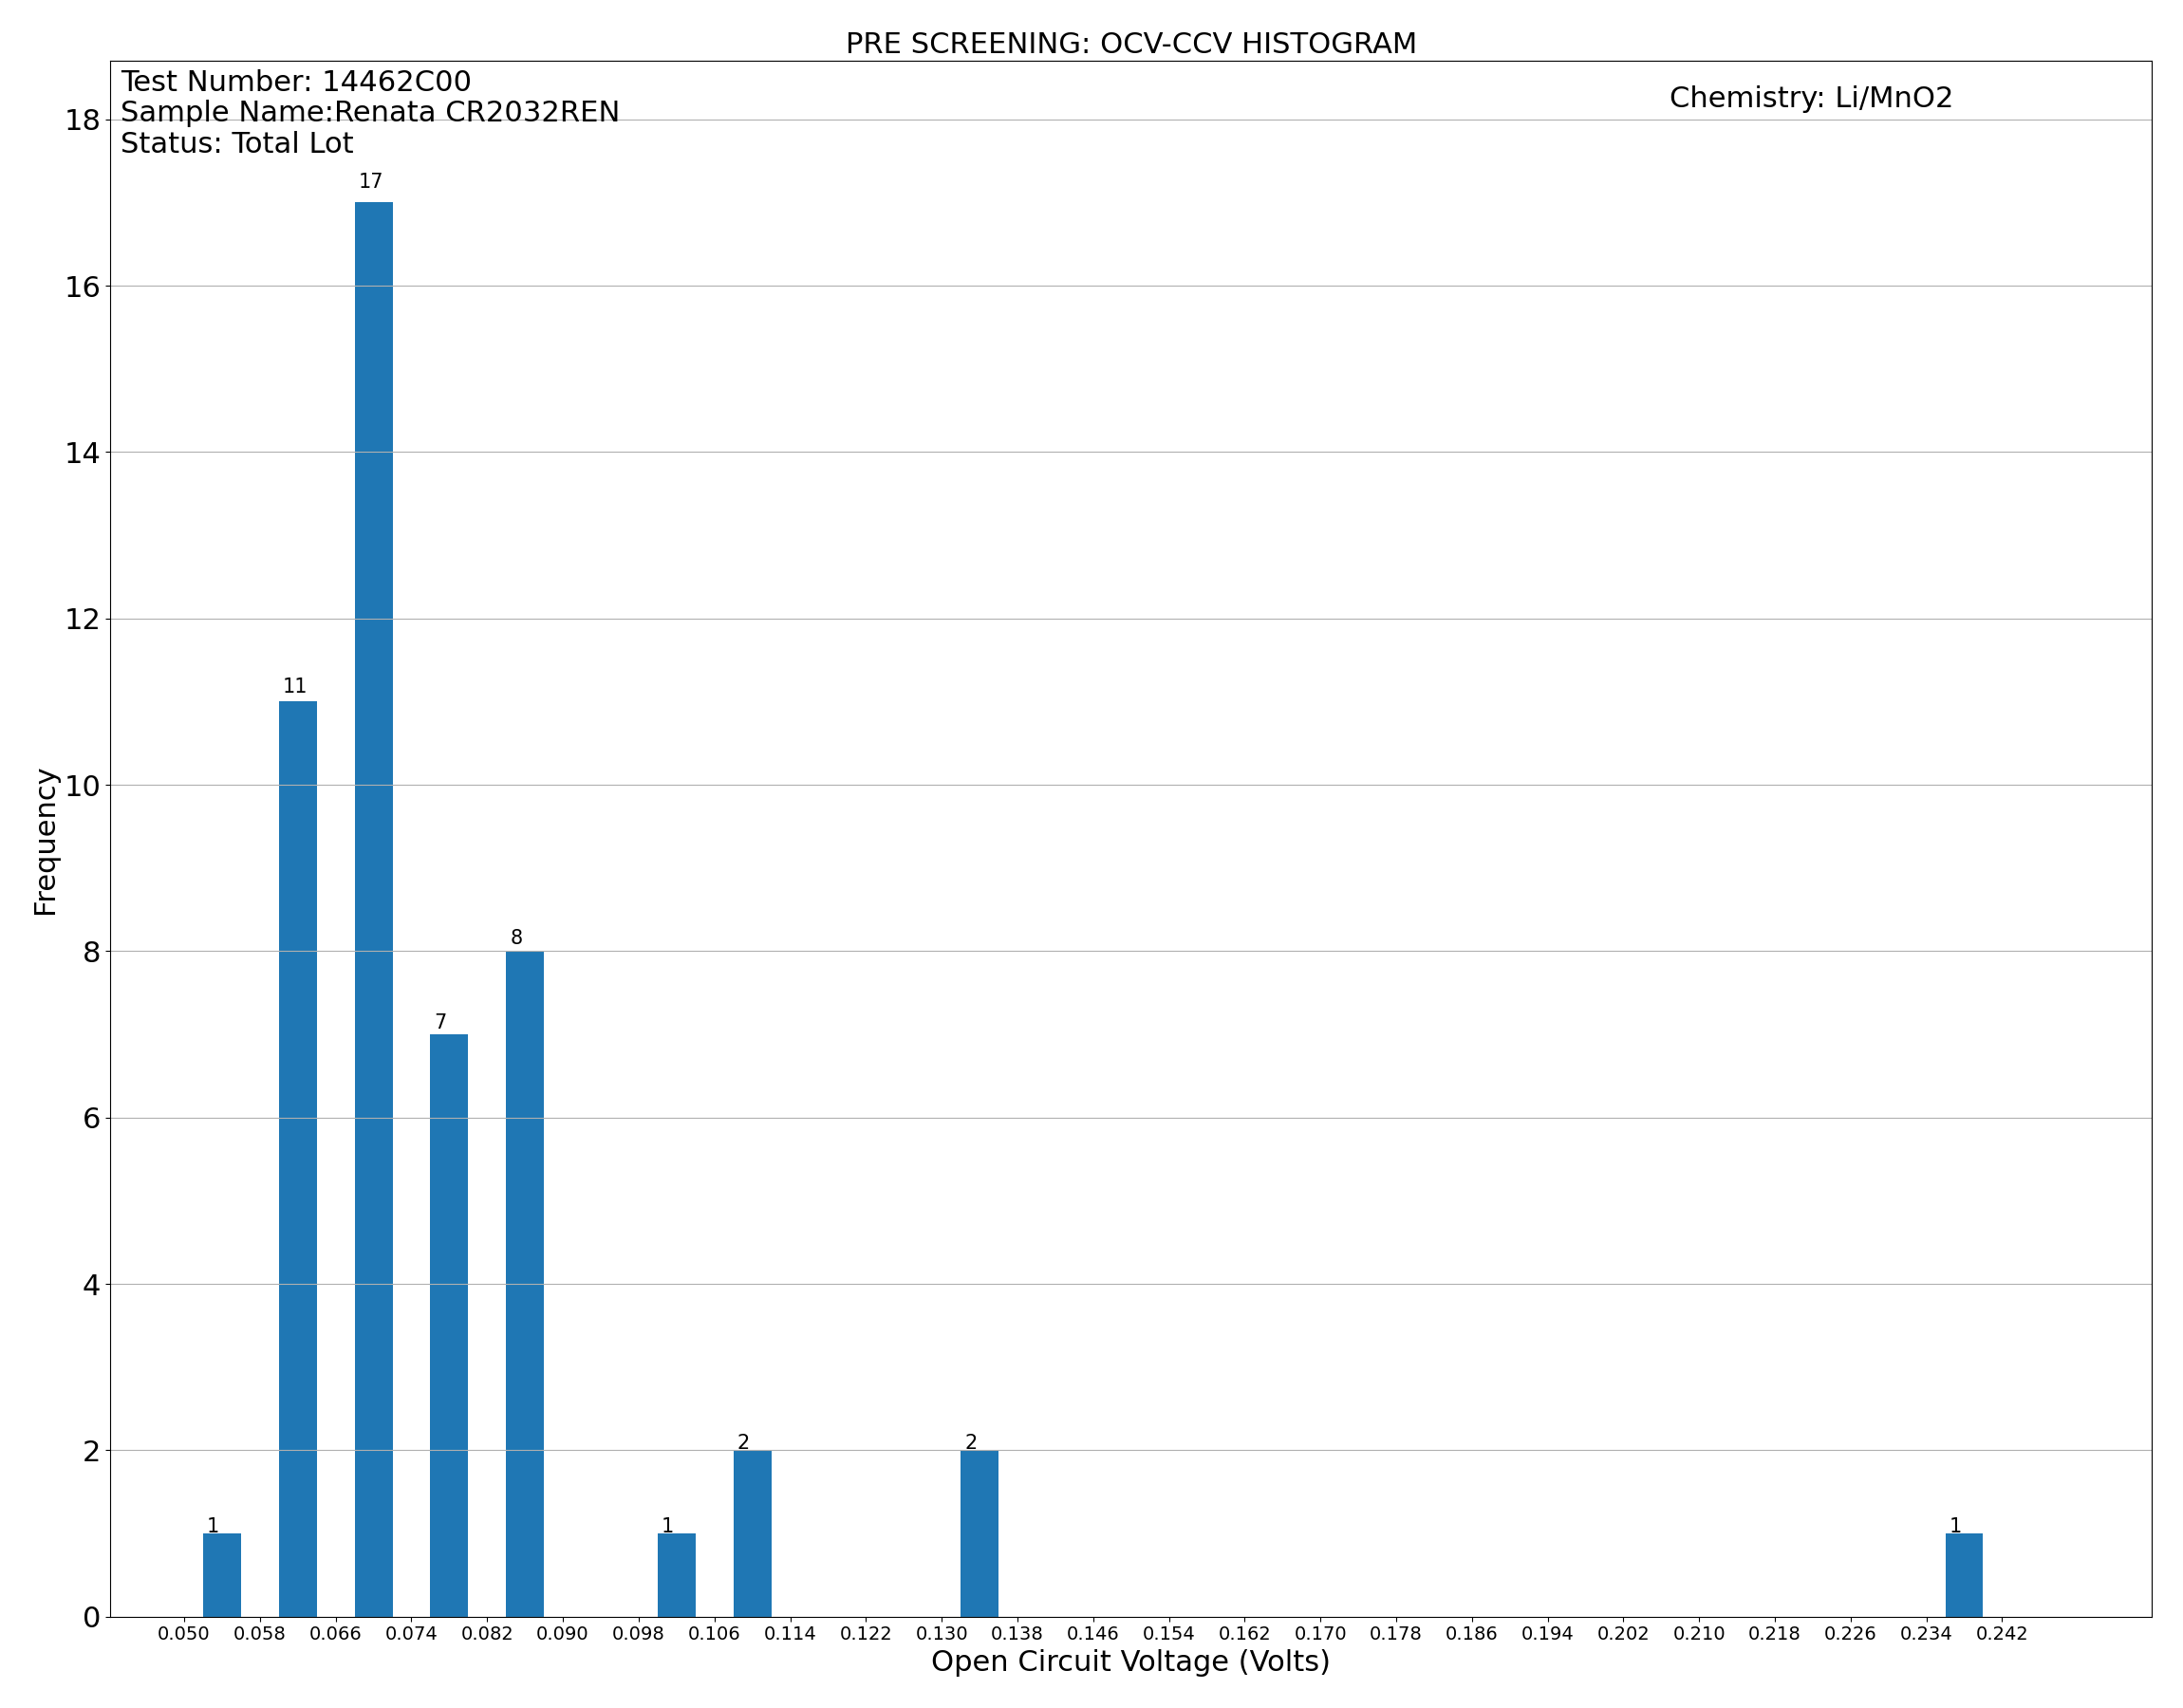 PRE SCREENING: OCV-CCV HISTOGRAM
Test Number: 14462C00
Sample Name:Renata CR2032REN
Status: Total Lot
Chemistry: Li/MnO2
18
16
14
12
10
8
6
4
2
0
Frequency
1
11
17
7
8
1
2
2
1
0.050 0.058 0.066 0.074 0.082 0.090 0.098 0.106 0.114 0.122 0.130 0.138 0.146 0.154 0.162 0.170 0.178 0.186 0.194 0.202 0.210 0.218 0.226 0.234 0.242
Open Circuit Voltage (Volts)